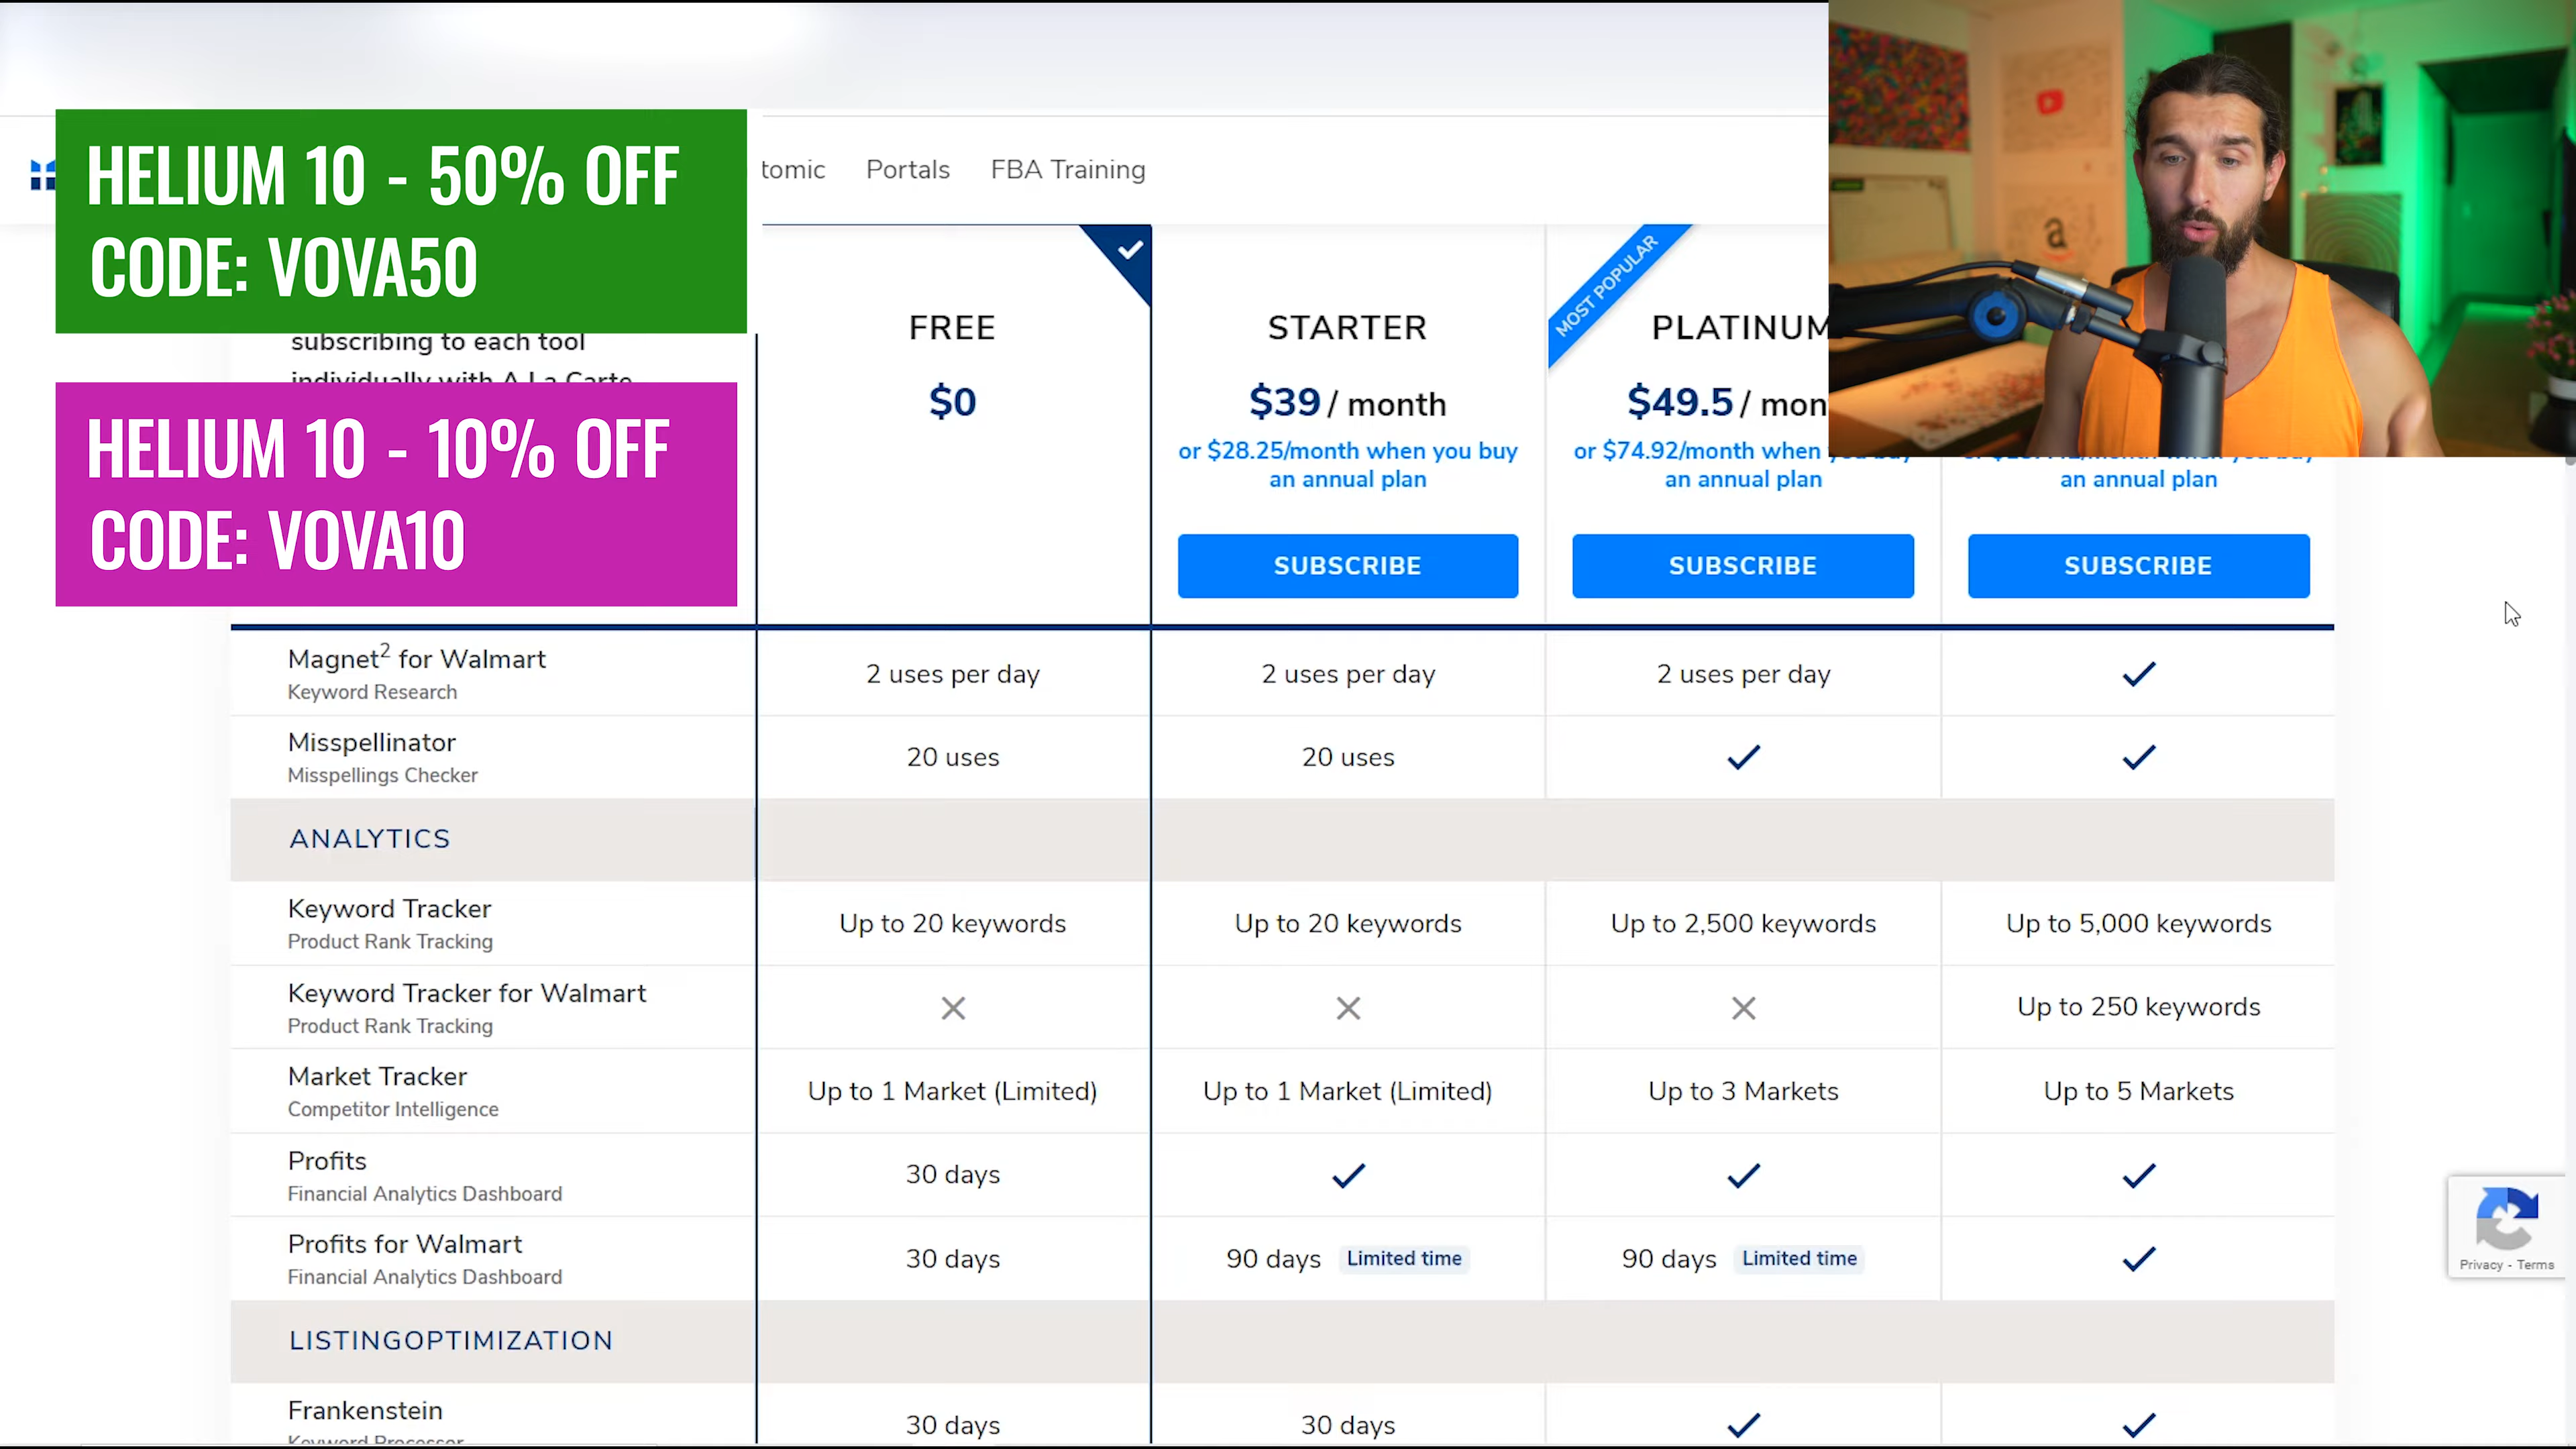 HELIUM 10 - 50% OFF
CODE: VOVA50
HELIUM 10 - 10% OFF
CODE: VOVA10
tomic Portals FBA Training
subscribing to each tool
individually with A La Carte
FREE
$0
STARTER
$39 / month
or $28.25/month when you buy
an annual plan
SUBSCRIBE
MOST POPULAR
PLATINUM
$49.5 / mon
or $74.92/month when
an annual plan
SUBSCRIBE
an annual plan
SUBSCRIBE
Magnet² for Walmart
Keyword Research
2 uses per day 2 uses per day 2 uses per day
Misspellinator
Misspellings Checker
20 uses 20 uses
ANALYTICS
Keyword Tracker
Product Rank Tracking
Up to 20 keywords Up to 20 keywords Up to 2,500 keywords Up to 5,000 keywords
Keyword Tracker for Walmart
Product Rank Tracking
Up to 250 keywords
Market Tracker
Competitor Intelligence
Up to 1 Market (Limited) Up to 1 Market (Limited) Up to 3 Markets Up to 5 Markets
Profits
Financial Analytics Dashboard
30 days
Profits for Walmart
Financial Analytics Dashboard
30 days 90 days Limited time 90 days Limited time
Privacy - Terms
LISTINGOPTIMIZATION
Frankenstein
Keyword Processor
30 days 30 days